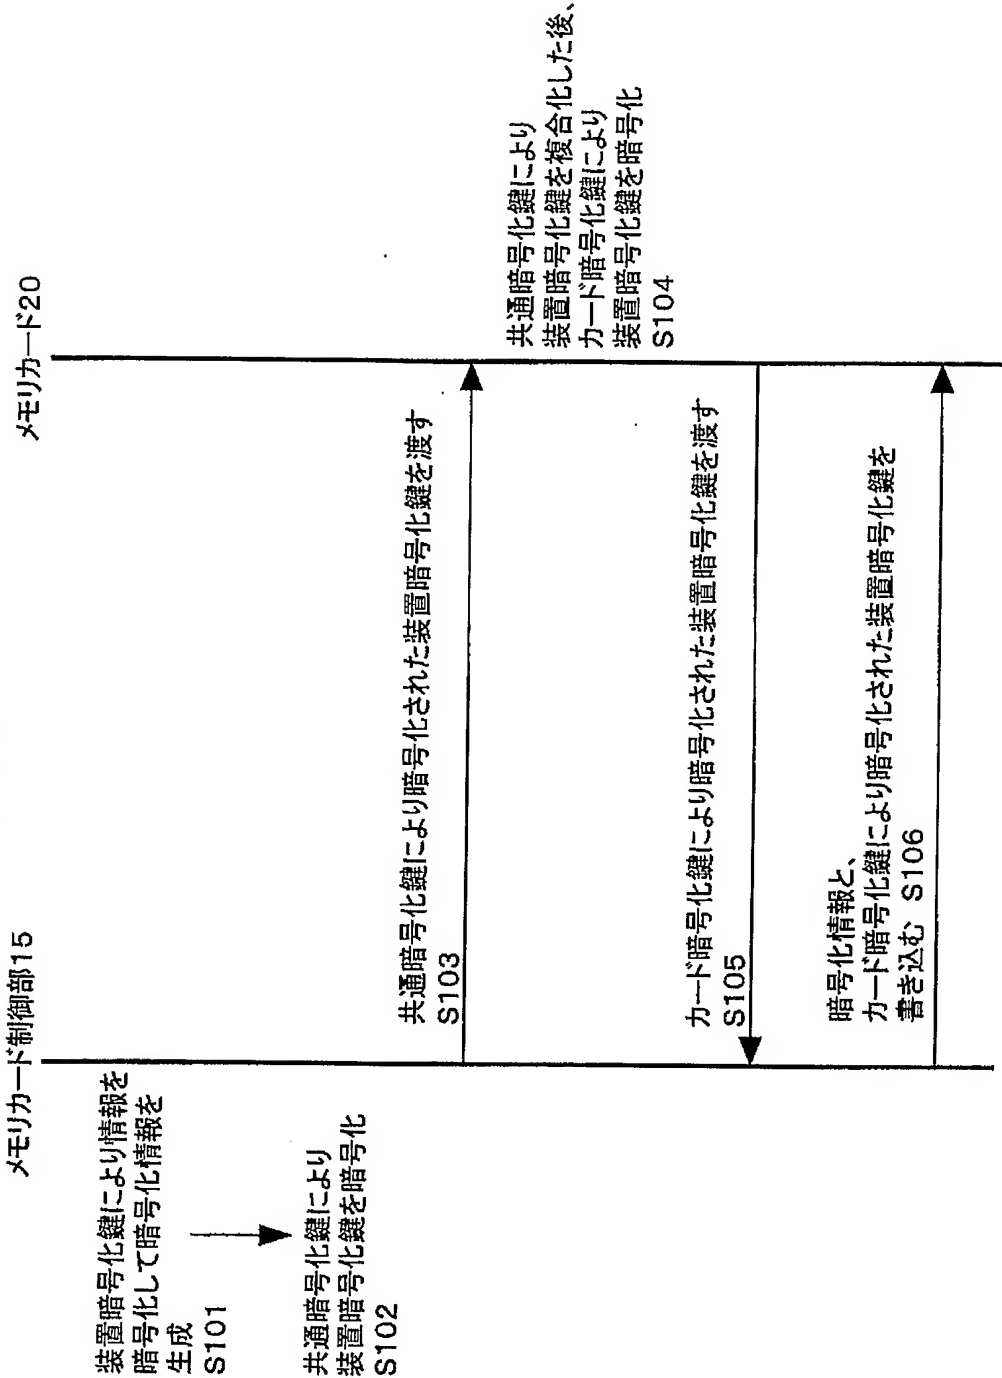 メモリカード制御部15
メモリカード20
装置暗号化鍵により情報を
暗号化して暗号化情報を
生成
S101
共通暗号化鍵により
装置暗号化鍵を暗号化
S102
共通暗号化鍵により暗号化された装置暗号化鍵を渡す
S103
共通暗号化鍵により
装置暗号化鍵を複合化した後、
カード暗号化鍵により
装置暗号化鍵を暗号化
S104
カード暗号化鍵により暗号化された装置暗号化鍵を渡す
S105
暗号化情報と、
カード暗号化鍵により暗号化された装置暗号化鍵を
書き込む S106